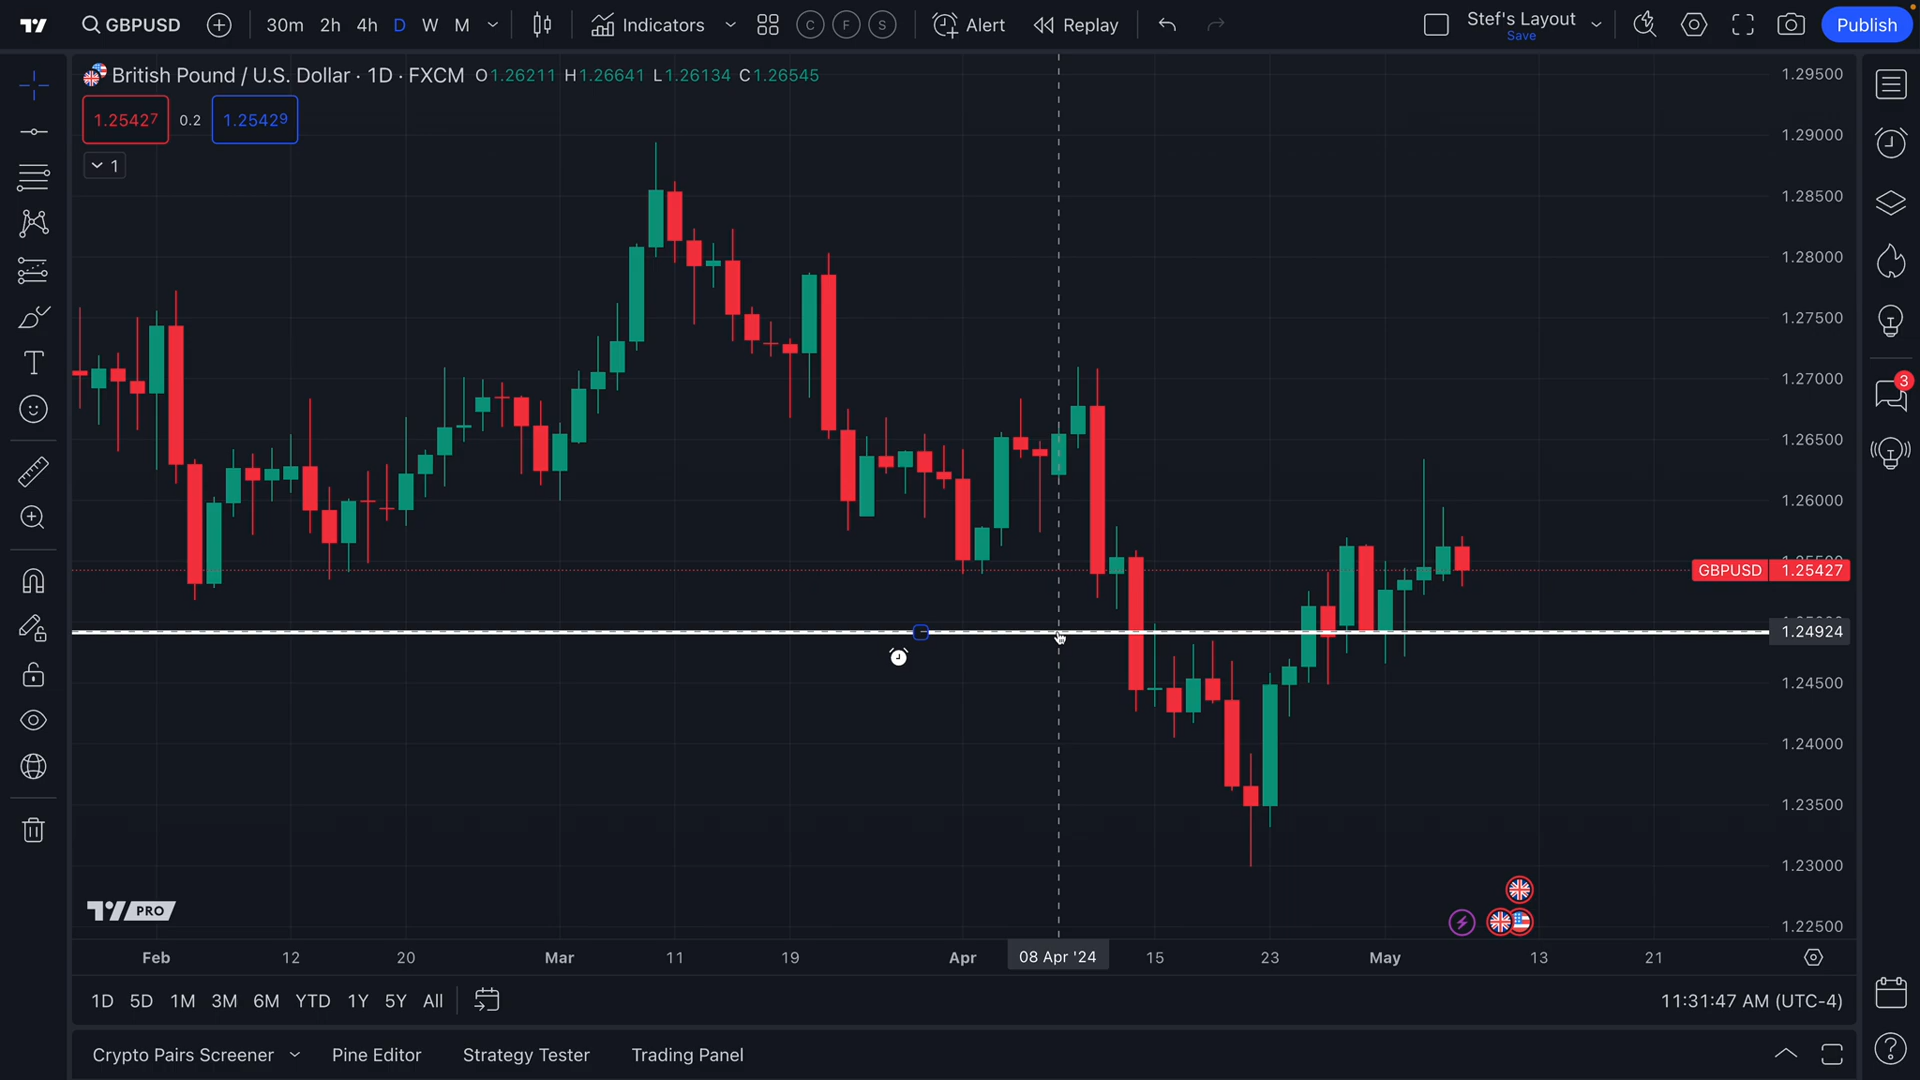 GBPUSD 30m 2h 4h D W M Indicators C F S Alert Replay Stef's Layout Save Publish
British Pound / U.S. Dollar · 1D · FXCM O1.26211 H1.26641 L1.26134 C1.26545
1.25427 0.2 1.25429
1
T
1.29500
1.29000
1.28500
1.28000
1.27500
1.27000
3
1.26500
1.26000
GBPUSD 1.25427
1.24924
1.24500
1.24000
1.23500
1.23000
1.22500
PRO
Feb 12 20 Mar 11 19 Apr 08 Apr '24 15 23 May 13 21
1D 5D 1M 3M 6M YTD 1Y 5Y All 11:31:47 AM (UTC-4)
Crypto Pairs Screener Pine Editor Strategy Tester Trading Panel